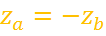 z_a = −z_b